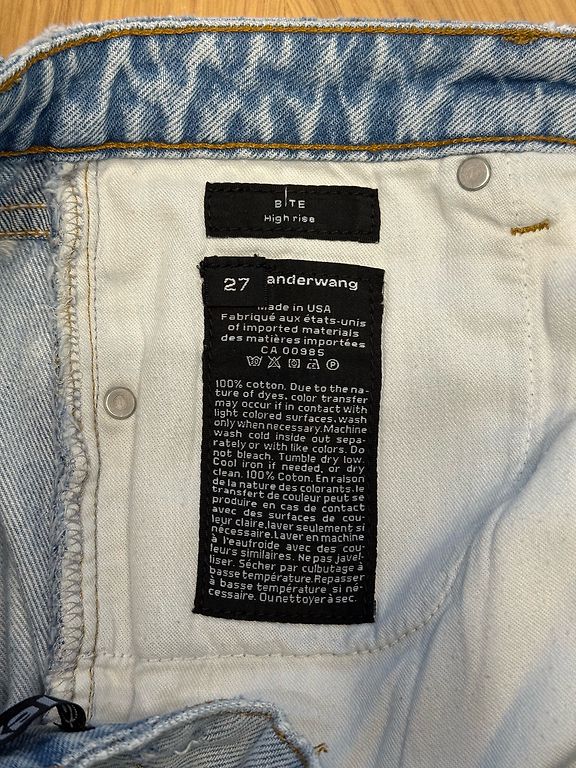 BITE
High rise
27 anderwang
Made in USA
Fabriqué aux états-unis
of imported materials
des matières importées
CA 00985
100% cotton. Due to the na-
ture of dyes, color transfer
may occur if in contact with
light colored surfaces, wash
only when necessary. Machine
wash cold inside out sepa-
rately or with like colors. Do
not bleach. Tumble dry low.
Cool iron if needed, or dry
clean. 100% Coton. En raison
de la nature des colorants, le
transfert de couleur peut se
produire en cas de contact
avec des surfaces de cou-
leur claire, laver seulement si
nécessaire. Laver en machine
à l'eaufroide avec des cou-
leurs similaires. Ne pas javel-
liser. Sécher par culbutage à
basse température. Repasser
à basse température si né-
cessaire. Ou nettoyer à sec.